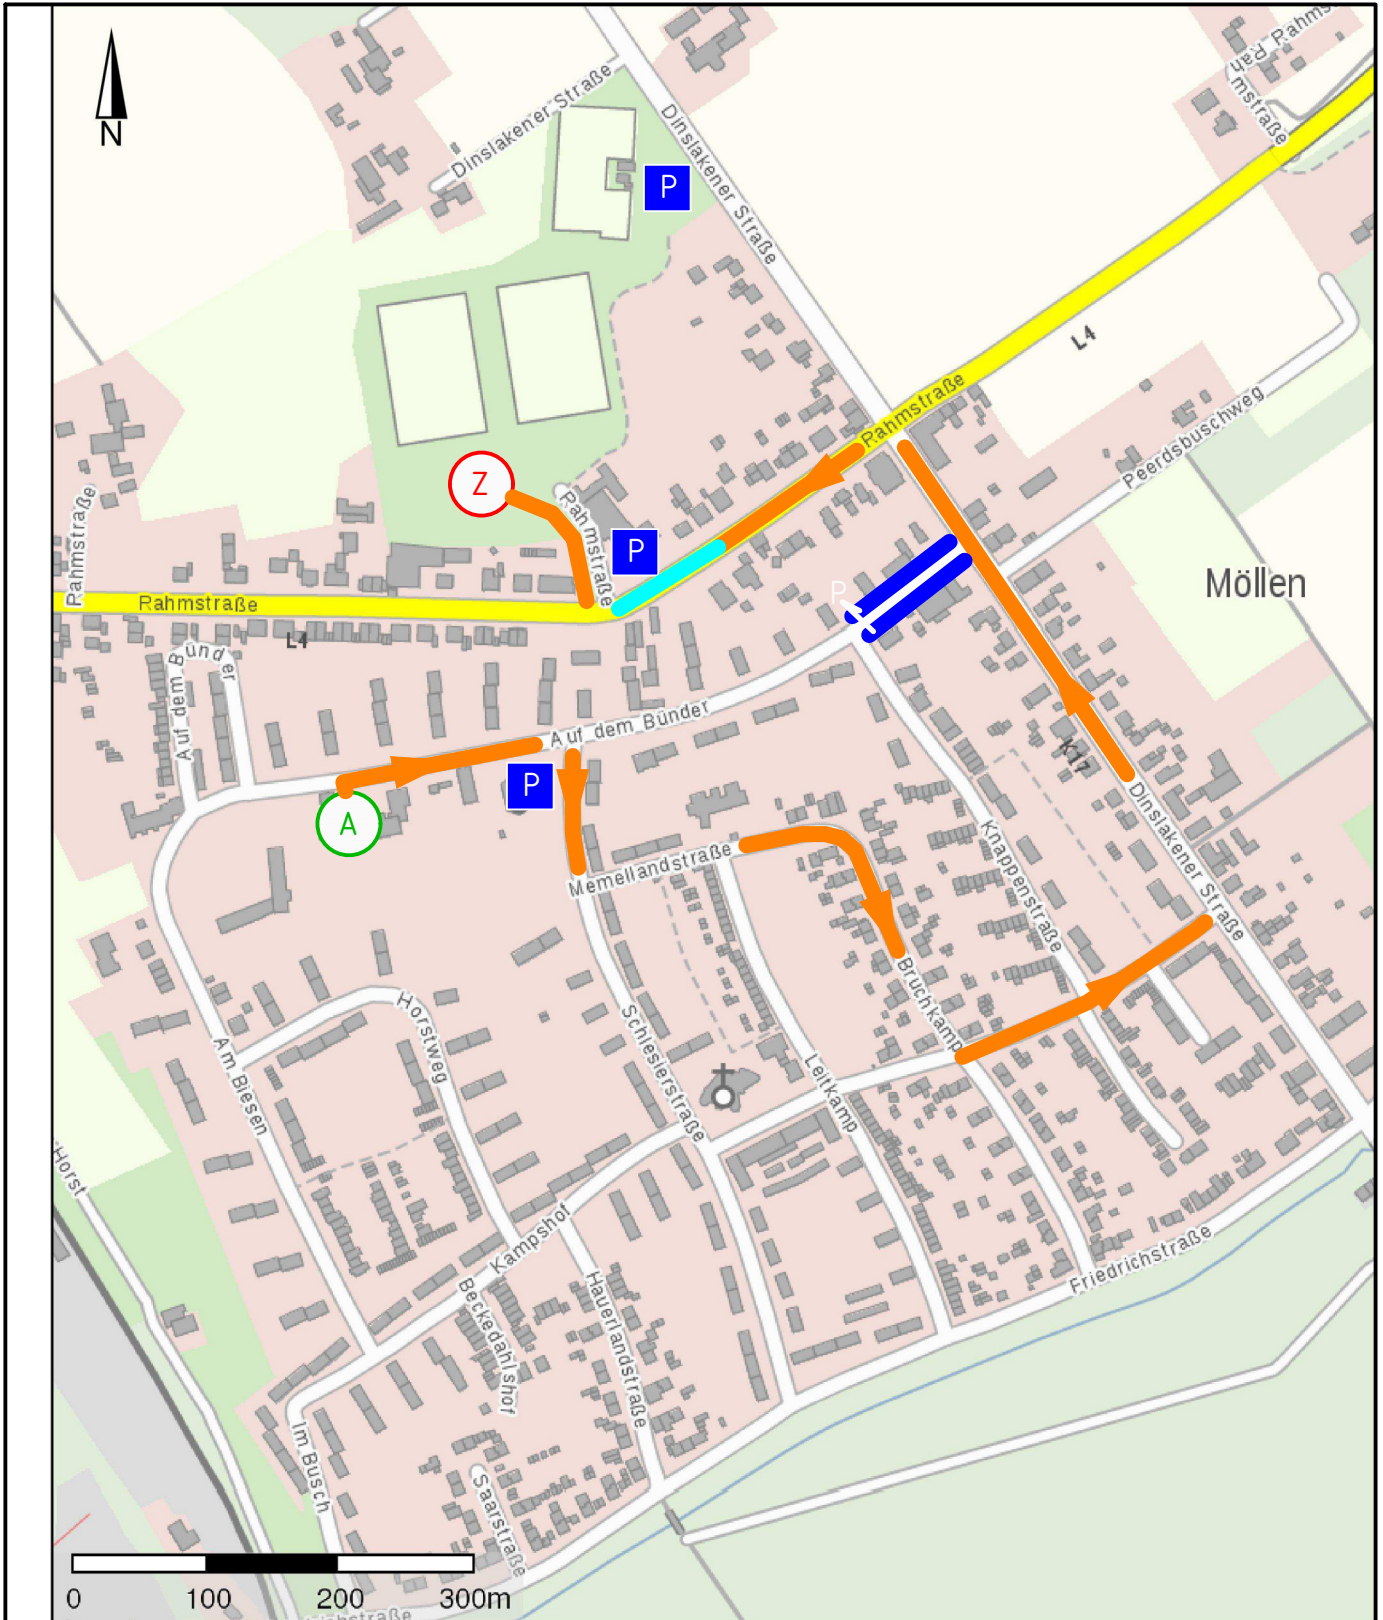 N
Dinslakener Straße
Dinslakener Straße
Rahmstraße
P
L4
Rahmstraße
Peerdsbuschweg
Z
Rahmstraße
Rahmstraße
P
P
Möllen
Rahmstraße
L4
Auf dem Bünder
Auf dem Bünder
K17
P
A
Memellandstraße
Knappenstraße
Dinslakener Straße
Bruchkamp
Horstweg
Schlesierstraße
Leitkamp
Am Biesen
Horst
Kampshof
Friedrichstraße
Beckedahlshof
Hauerlandstraße
Im Busch
Saarstraße
0 100 200 300m